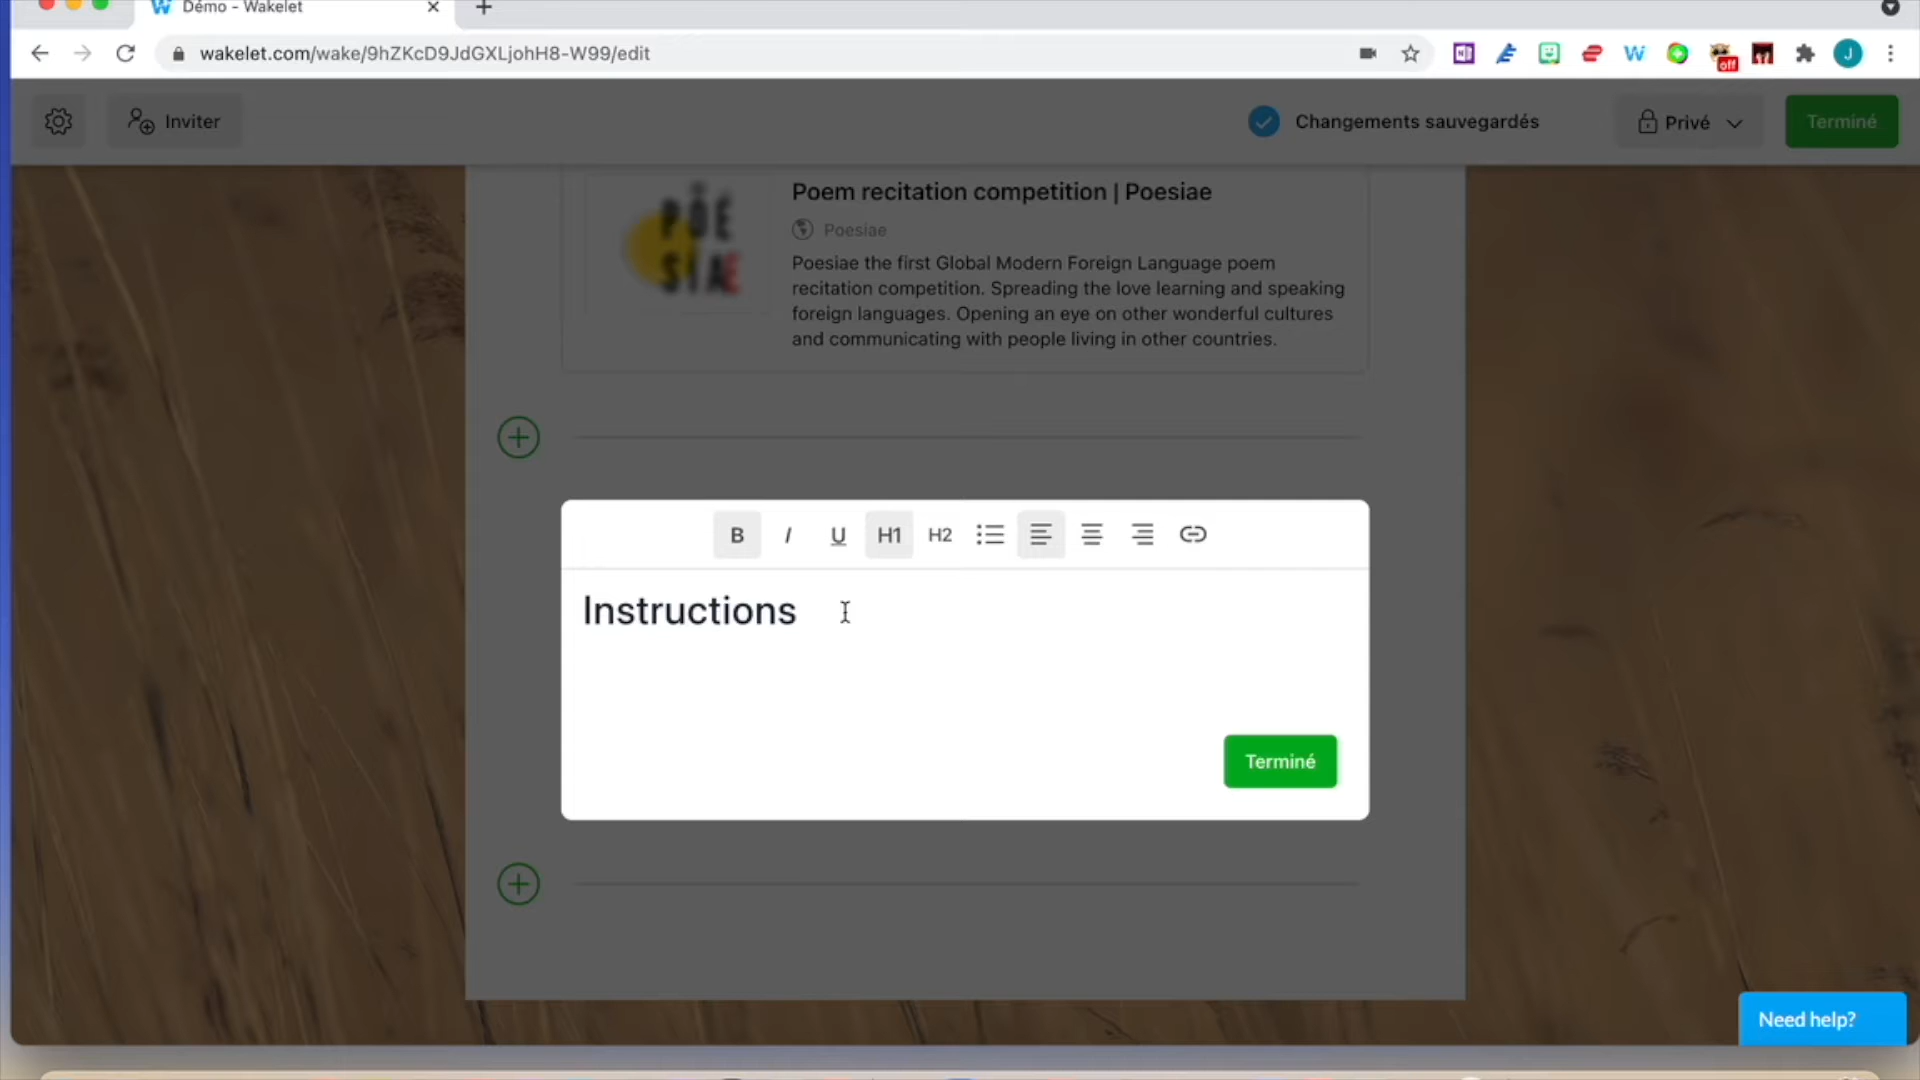 Démo - Wakelet
wakelet.com/wake/9hZKcD9JdGXLjohH8-W99/edit
off
J
Inviter
Changements sauvegardés
Privé
Terminé
POÉ
SIAE
Poem recitation competition | Poesiae
Poesiae
Poesiae the first Global Modern Foreign Language poem
recitation competition. Spreading the love learning and speaking
foreign languages. Opening an eye on other wonderful cultures
and communicating with people living in other countries.
B I U H1 H2
Instructions
Terminé
Need help?